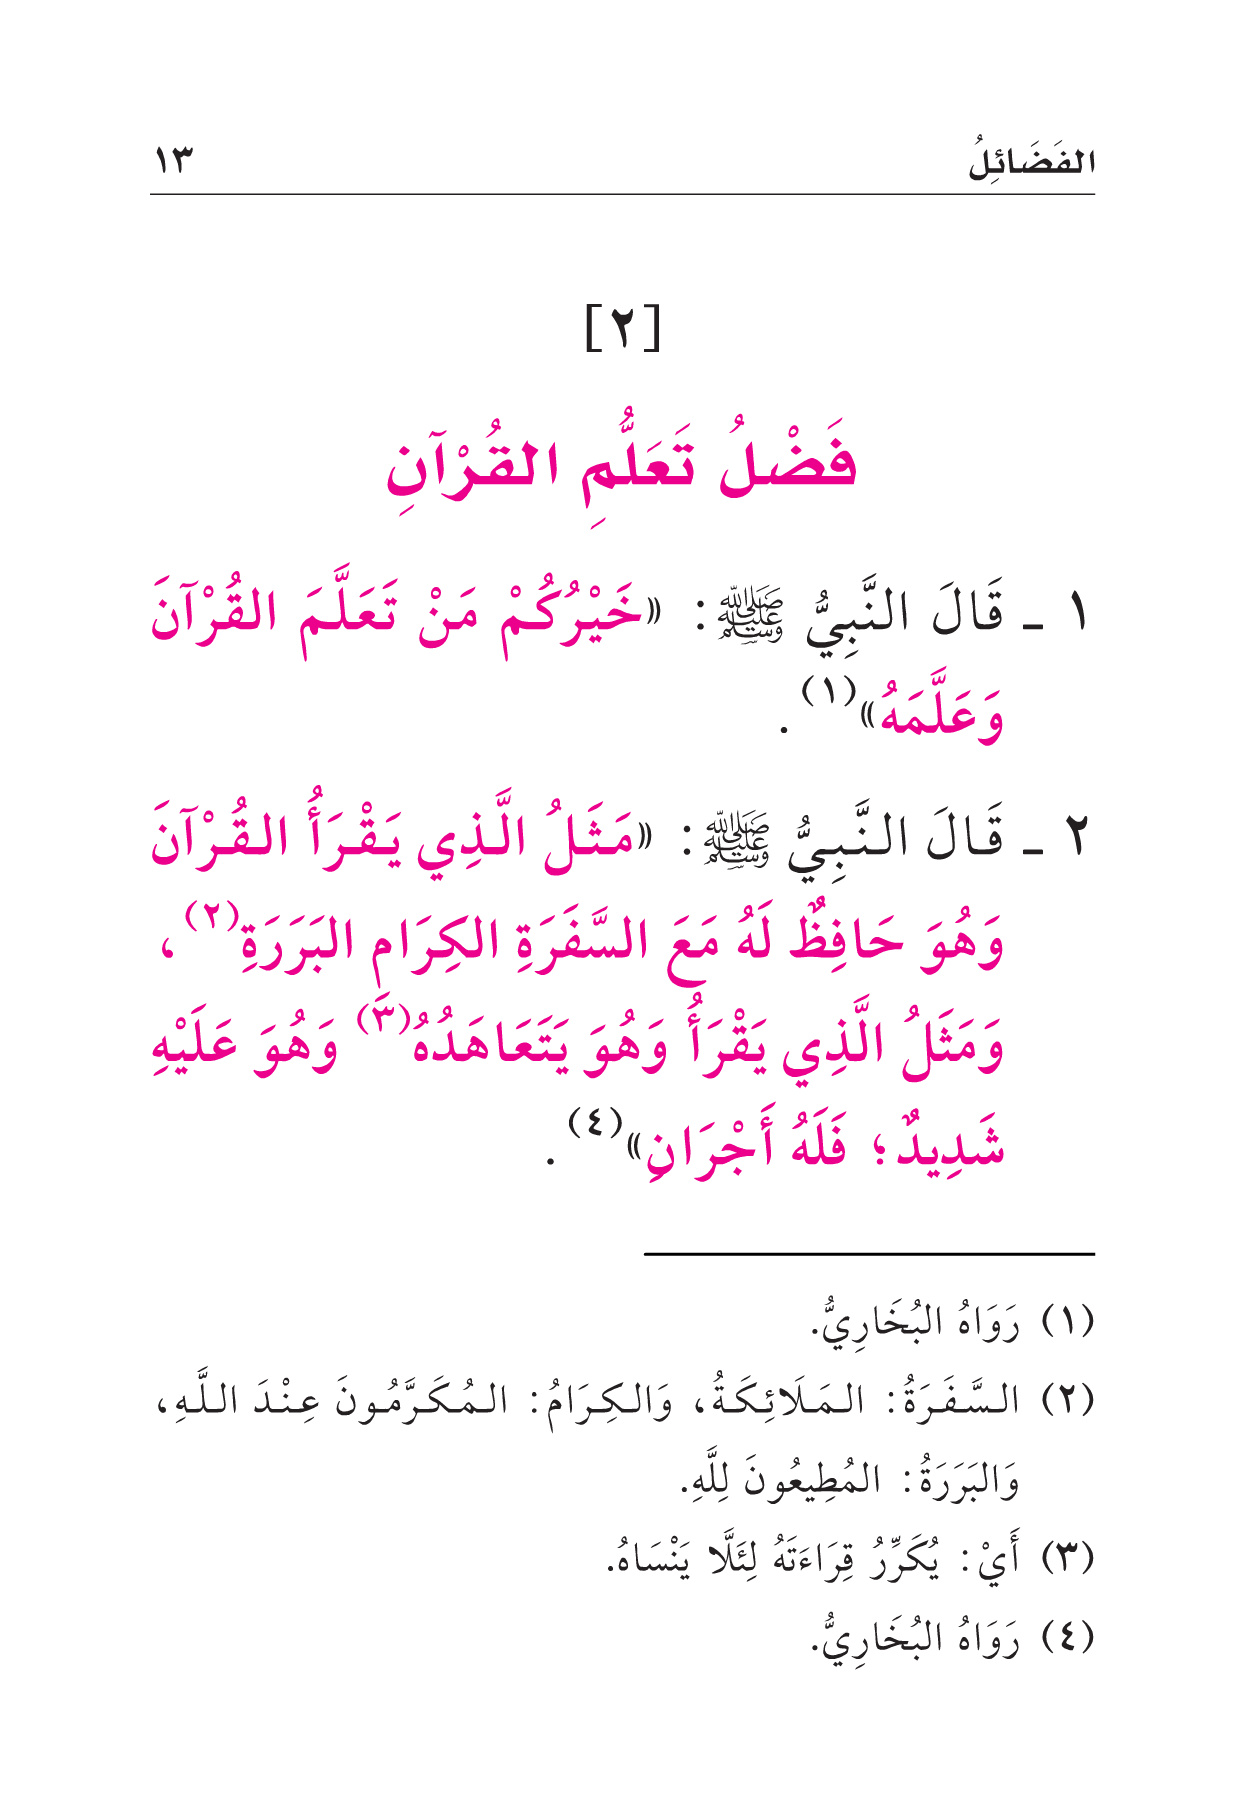 الفَضَائِلُ ١٣
[٢]
فَضْلُ تَعَلُّمِ القُرْآنِ
١ ـ قَالَ النَّبِيُّ ﷺ: «خَيْرُكُمْ مَنْ تَعَلَّمَ القُرْآنَ
وَعَلَّمَهُ»(١).
٢ ـ قَالَ النَّبِيُّ ﷺ: «مَثَلُ الَّذِي يَقْرَأُ القُرْآنَ
وَهُوَ حَافِظٌ لَهُ مَعَ السَّفَرَةِ الكِرَامِ البَرَرَةِ(٢)،
وَمَثَلُ الَّذِي يَقْرَأُ وَهُوَ يَتَعَاهَدُهُ(٣) وَهُوَ عَلَيْهِ
شَدِيدٌ؛ فَلَهُ أَجْرَانِ»(٤).
(١) رَوَاهُ البُخَارِيُّ.
(٢) السَّفَرَةُ: المَلَائِكَةُ، وَالكِرَامُ: المُكَرَّمُونَ عِنْدَ اللَّهِ،
وَالبَرَرَةُ: المُطِيعُونَ لِلَّهِ.
(٣) أَيْ: يُكَرِّرُ قِرَاءَتَهُ لِئَلَّا يَنْسَاهُ.
(٤) رَوَاهُ البُخَارِيُّ.